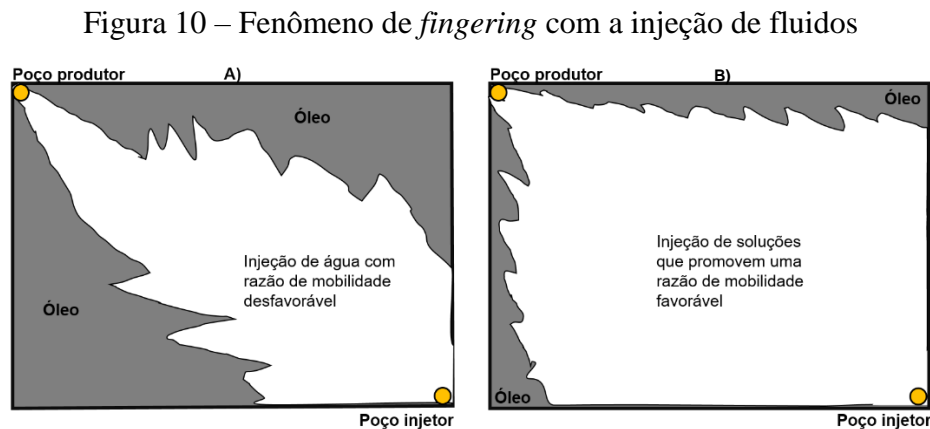 Figura 10 – Fenômeno de fingering com a injeção de fluidos
Poço produtor
A)
Óleo
Injeção de água com
razão de mobilidade
desfavorável
Óleo
Poço injetor
Poço produtor
B)
Óleo
Injeção de soluções
que promovem uma
razão de mobilidade
favorável
Óleo
Poço injetor